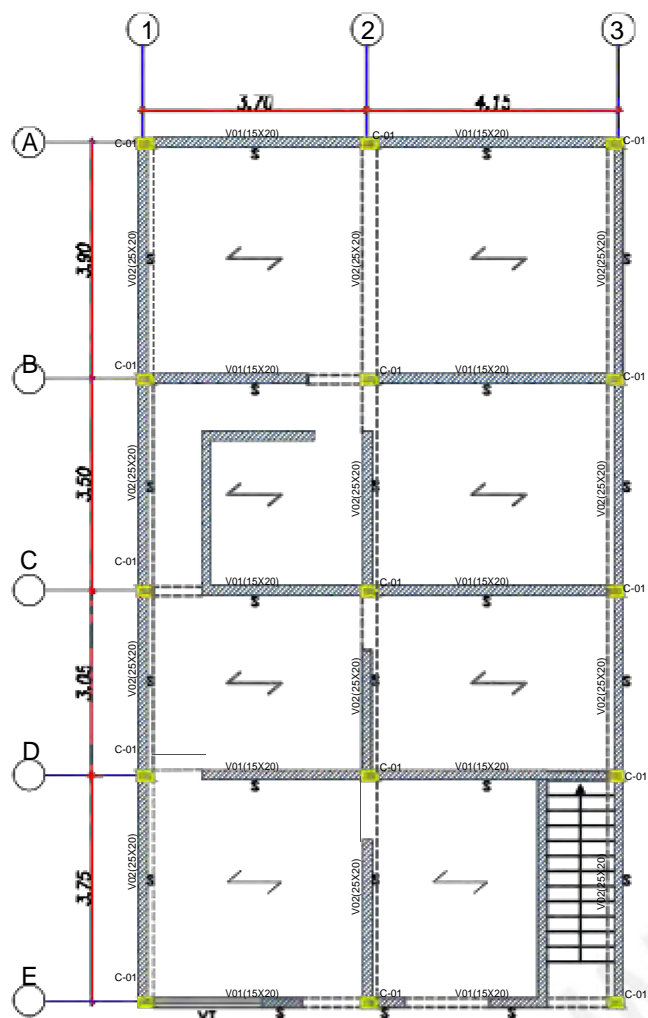 1 2 3
3.70 4.15
A C-01 V01(15X20) C-01 V01(15X20) C-01
S S
3.90 V02(25X20) S V02(25X20) V02(25X20) S
B C-01 V01(15X20) C-01 V01(15X20) C-01
S S
3.50 V02(25X20) S V02(25X20) S V02(25X20) S
C C-01 V01(15X20) C-01 V01(15X20) C-01
S S
3.05 V02(25X20) S V02(25X20) S V02(25X20) S
D C-01 V01(15X20) C-01 V01(15X20) C-01
S S
3.75 V02(25X20) S V02(25X20) S V02(25X20) S
E C-01 V01(15X20) C-01 V01(15X20) C-01
S S S